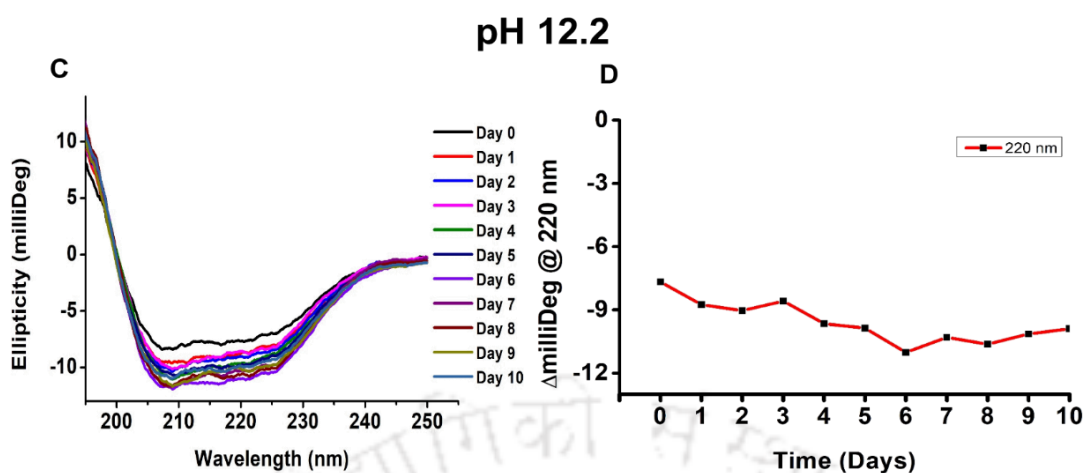 pH 12.2
C
Ellipticity (milliDeg)
10
5
0
-5
-10
200
210
220
230
240
250
Wavelength (nm)
Day 0
Day 1
Day 2
Day 3
Day 4
Day 5
Day 6
Day 7
Day 8
Day 9
Day 10
D
△milliDeg @ 220 nm
0
-3
-6
-9
-12
220 nm
0 1 2 3 4 5 6 7 8 9 10
Time (Days)